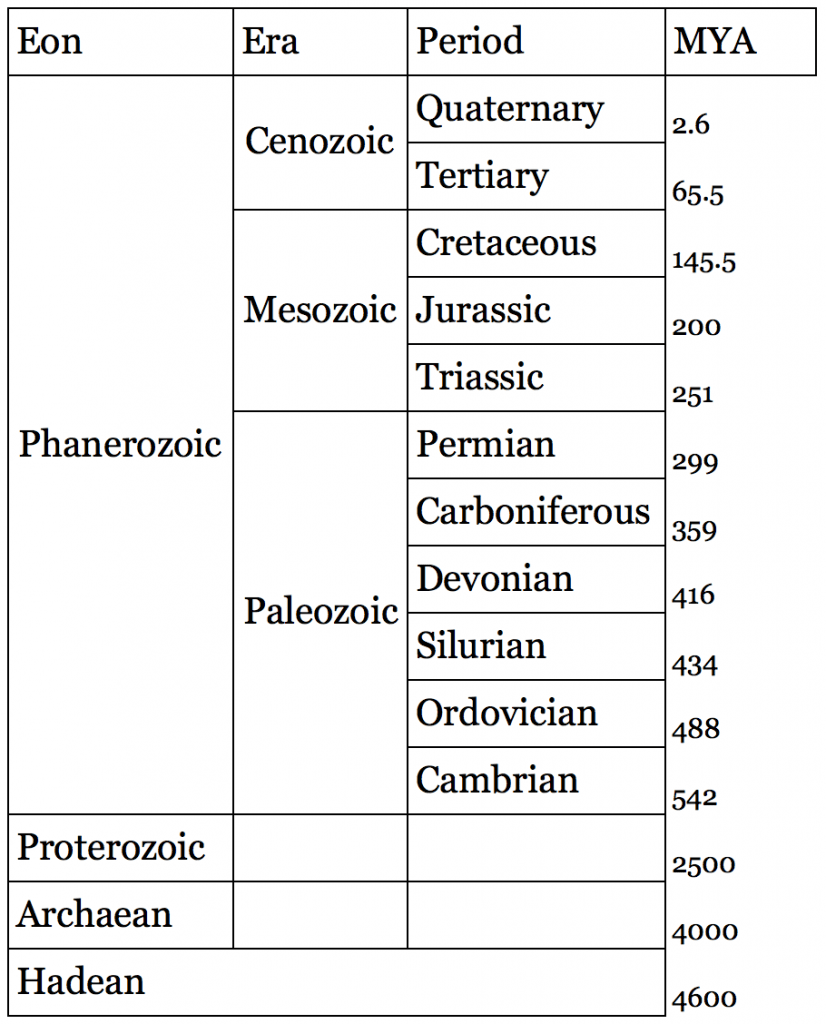 Eon Era Period MYA
Quaternary
Cenozoic
2.6
Tertiary
65.5
Cretaceous
145.5
Mesozoic Jurassic
200
Triassic
251
Phanerozoic Permian
299
Carboniferous
359
Devonian
416
Paleozoic
Silurian
434
Ordovician
488
Cambrian
542
Proterozoic
2500
Archaean
4000
Hadean
4600